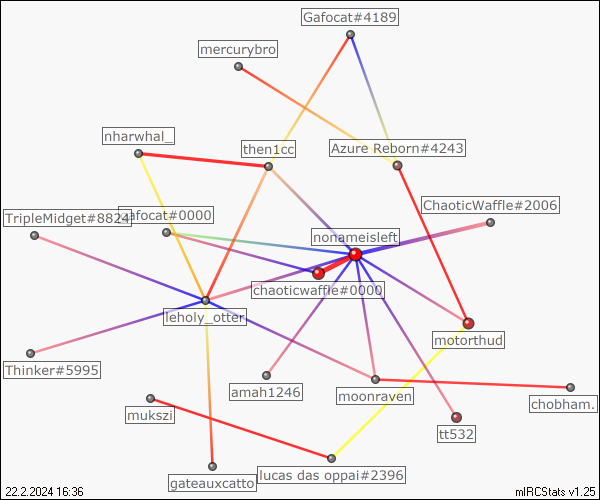 Gafocat#4189
mercurybro
nharwhal_
then1cc
Azure Reborn#4243
ChaoticWaffle#2006
TripleMidget#8824
afocat#0000
nonameisleft
chaoticwaffle#0000
leholy_otter
motorthud
Thinker#5995
amah1246
moonraven
chobham.
mukszi
tt532
gateauxcatto
lucas das oppai#2396
22.2.2024 16:36
mIRCStats v1.25